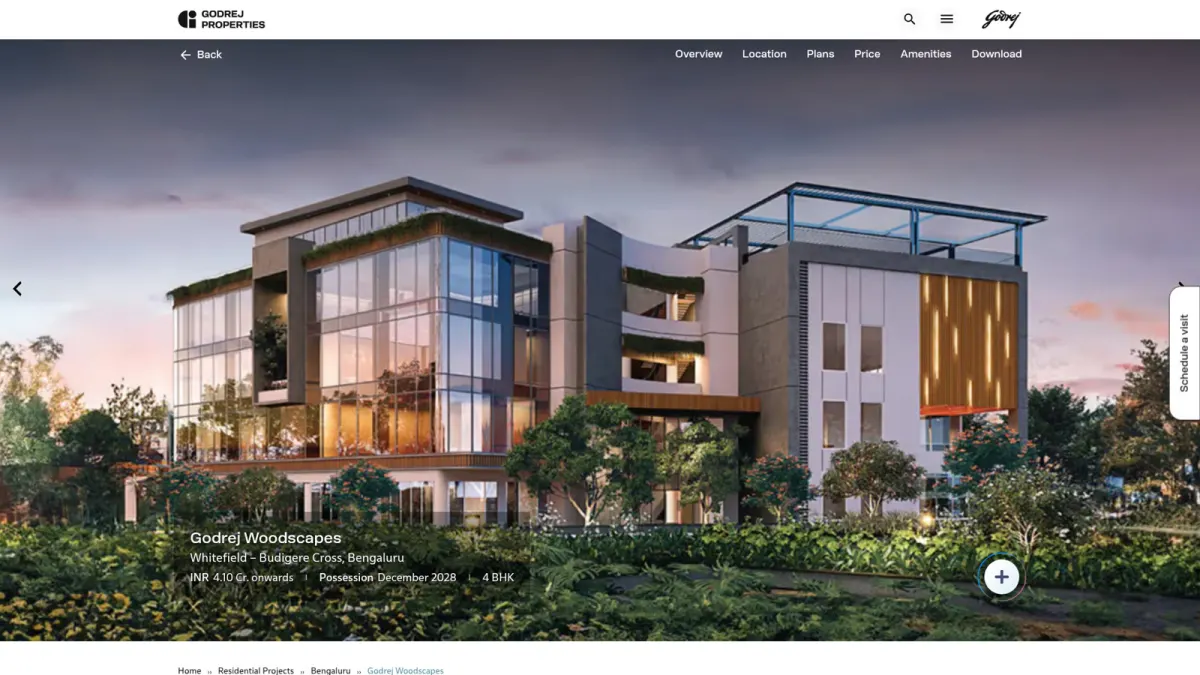 GODREJ
PROPERTIES
Godrej
Back
Overview Location Plans Price Amenities Download
Schedule a visit
Godrej Woodscapes
Whitefield – Budigere Cross, Bengaluru
INR 4.10 Cr. onwards | Possession December 2028 | 4 BHK
Home » Residential Projects » Bengaluru » Godrej Woodscapes